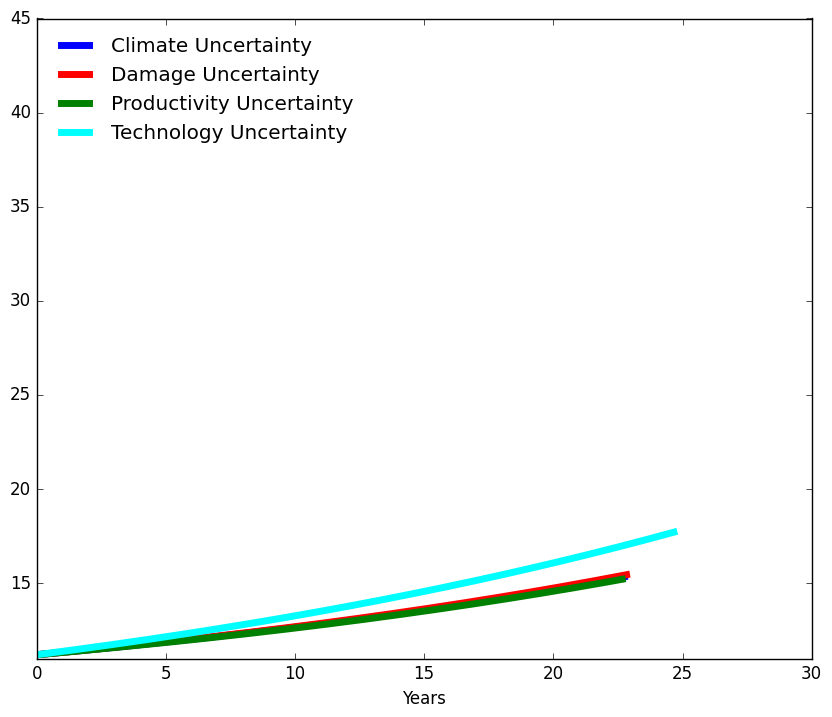 45
40
35
30
25
20
15
Climate Uncertainty
Damage Uncertainty
Productivity Uncertainty
Technology Uncertainty
0 5 10 15 20 25 30
Years